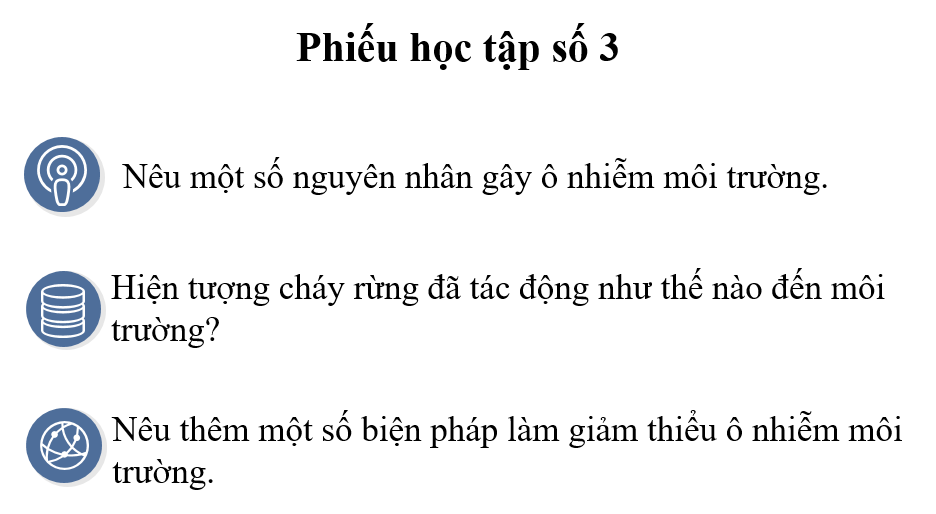 Phiếu học tập số 3
Nêu một số nguyên nhân gây ô nhiễm môi trường.
Hiện tượng cháy rừng đã tác động như thế nào đến môi
trường?
Nêu thêm một số biện pháp làm giảm thiểu ô nhiễm môi
trường.